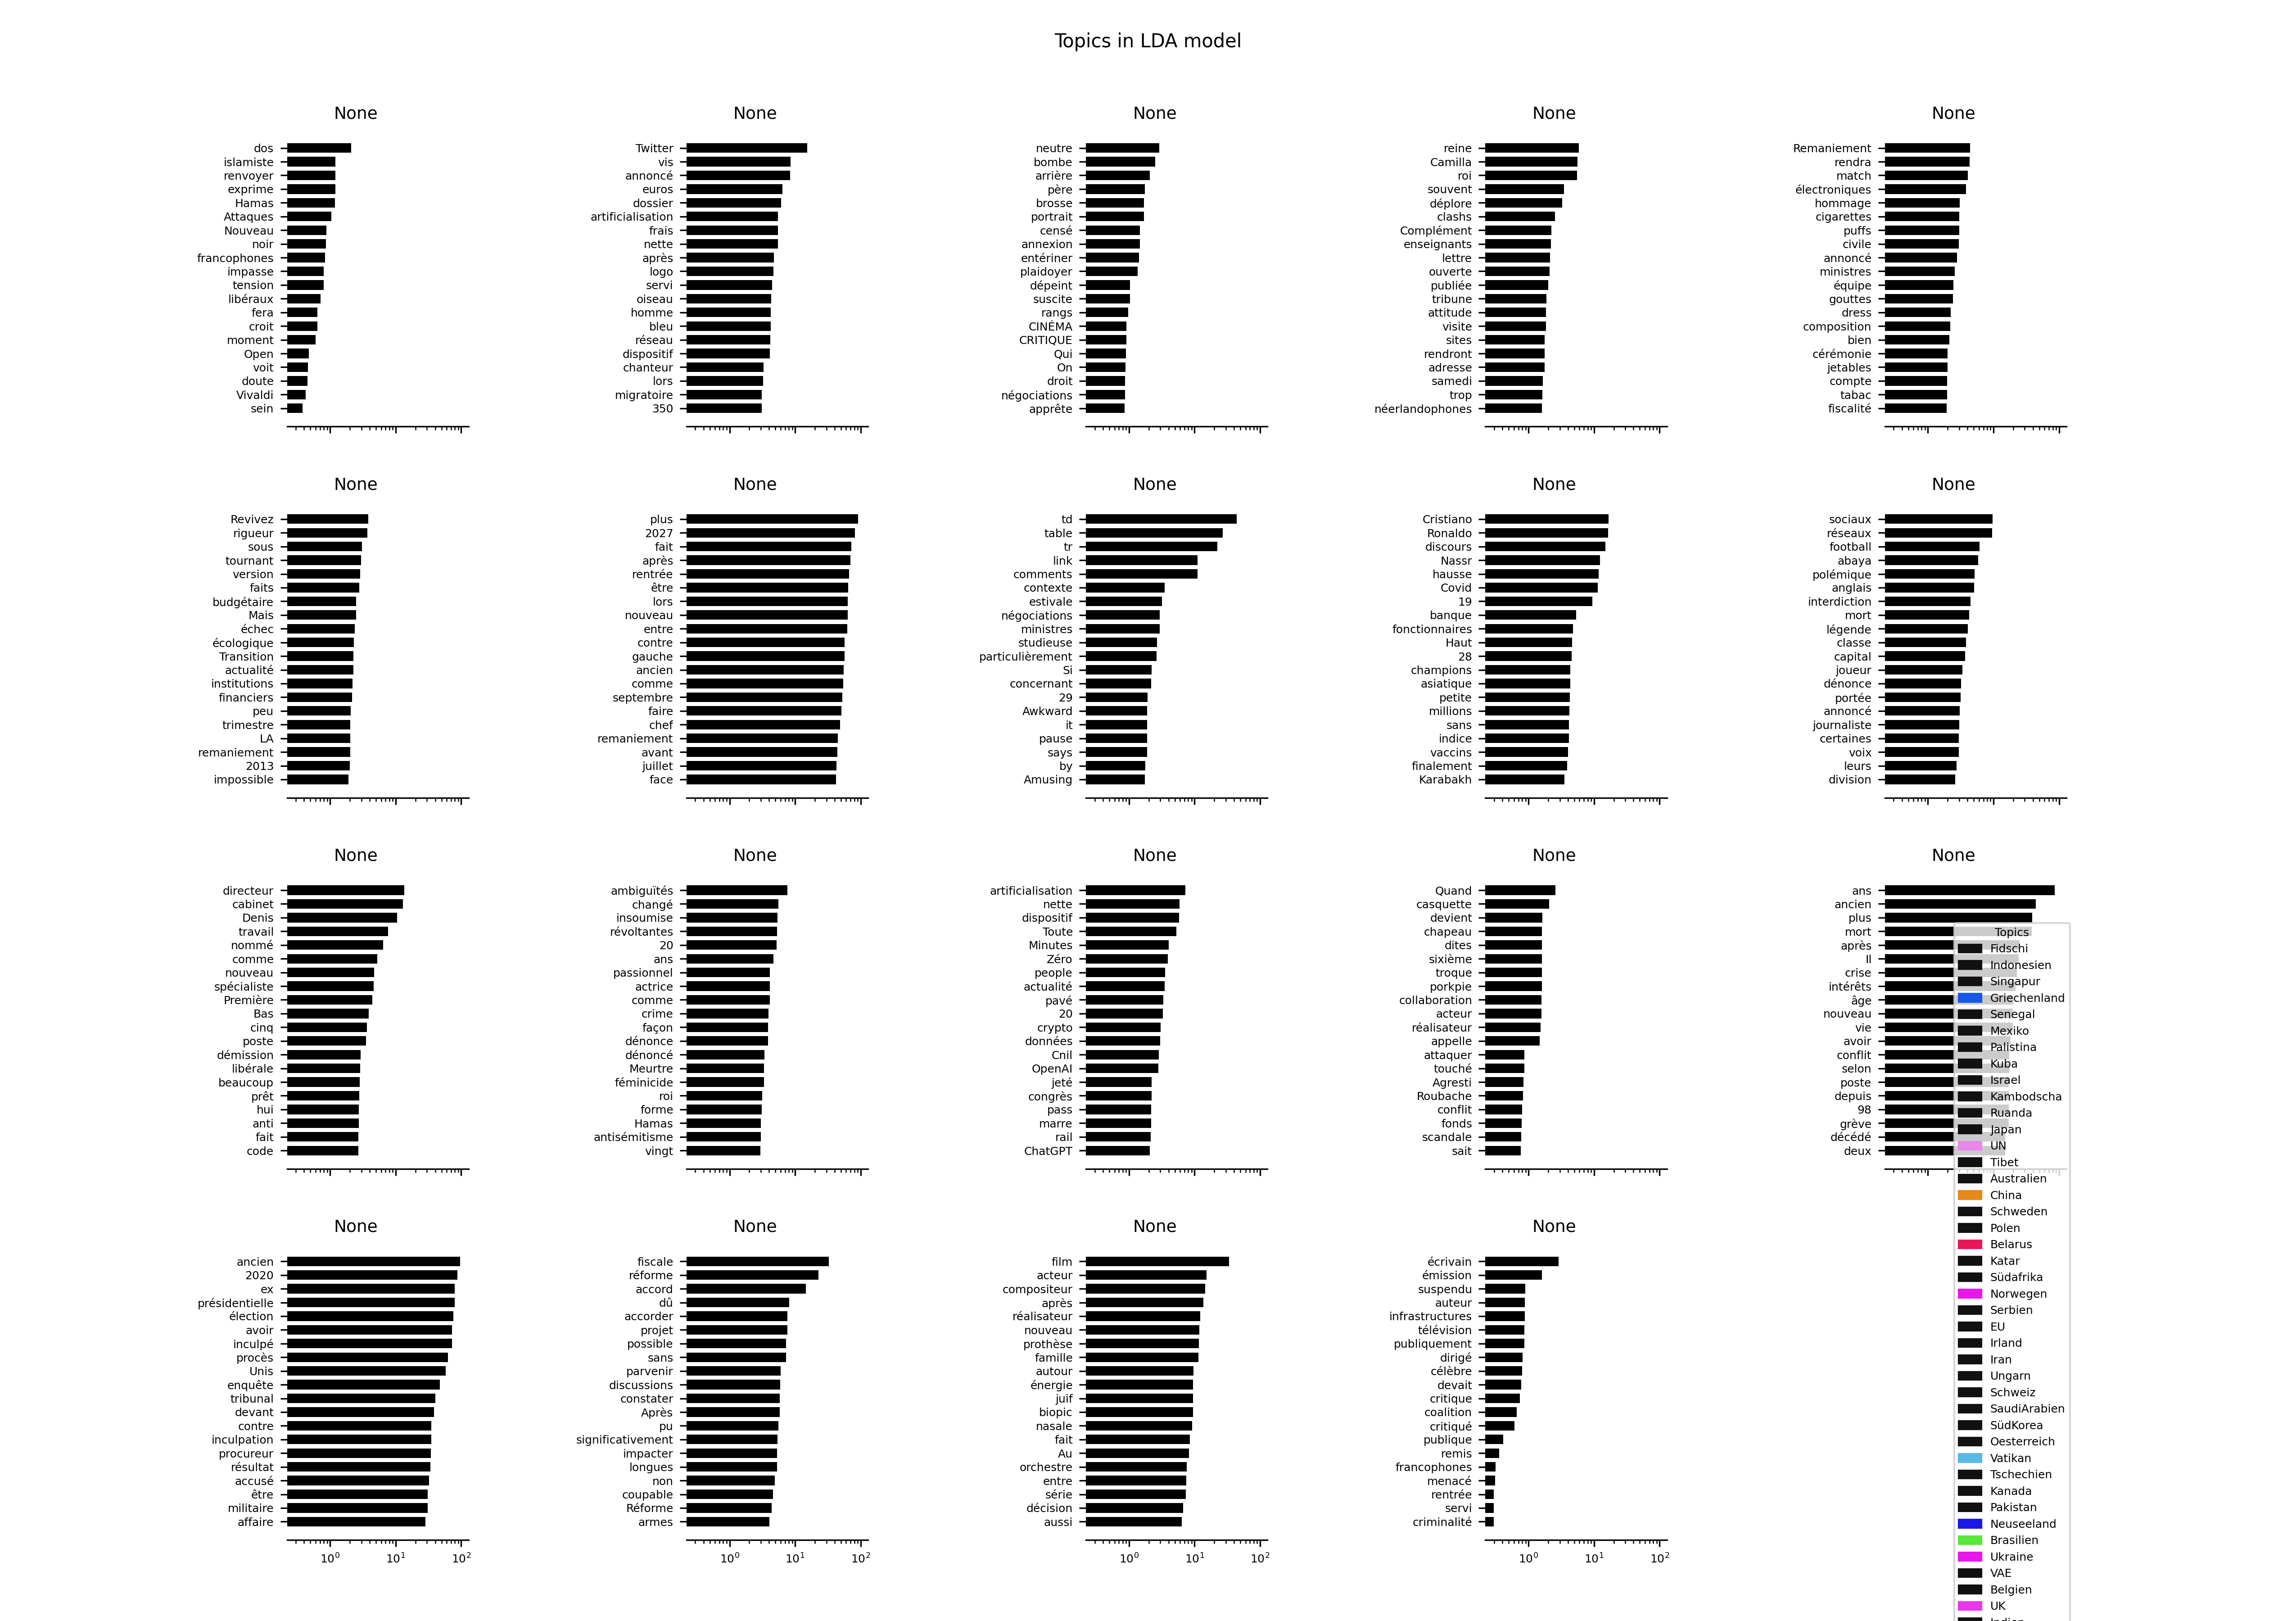 Topics in LDA model
None
dos
islamiste
renvoyer
exprime
Hamas
Attaques
Nouveau
noir
francophones
impasse
tension
libéraux
fera
croit
moment
Open
voit
doute
Vivaldi
sein
None
Twitter
vis
annoncé
euros
dossier
artificialisation
frais
nette
après
logo
servi
oiseau
homme
bleu
réseau
dispositif
chanteur
lors
migratoire
350
None
neutre
bombe
arrière
père
brosse
portrait
censé
annexion
entériner
plaidoyer
dépeint
suscite
rangs
CINÉMA
CRITIQUE
Qui
On
droit
négociations
apprête
None
reine
Camilla
roi
souvent
déplore
clashs
Complément
enseignants
lettre
ouverte
publiée
tribune
attitude
visite
sites
rendront
adresse
samedi
trop
néerlandophones
None
Remaniement
rendra
match
électroniques
hommage
cigarettes
puffs
civile
annoncé
ministres
équipe
gouttes
dress
composition
bien
cérémonie
jetables
compte
tabac
fiscalité
None
Revivez
rigueur
sous
tournant
version
faits
budgétaire
Mais
échec
écologique
Transition
actualité
institutions
financiers
peu
trimestre
LA
remaniement
2013
impossible
None
plus
2027
fait
après
rentrée
être
lors
nouveau
entre
contre
gauche
ancien
comme
septembre
faire
chef
remaniement
avant
juillet
face
None
td
table
tr
link
comments
contexte
estivale
négociations
ministres
studieuse
particulièrement
Si
concernant
29
Awkward
it
pause
says
by
Amusing
None
Cristiano
Ronaldo
discours
Nassr
hausse
Covid
19
banque
fonctionnaires
Haut
28
champions
asiatique
petite
millions
sans
indice
vaccins
finalement
Karabakh
None
sociaux
réseaux
football
abaya
polémique
anglais
interdiction
mort
légende
classe
capital
joueur
dénonce
portée
annoncé
journaliste
certaines
voix
leurs
division
None
directeur
cabinet
Denis
travail
nommé
comme
nouveau
spécialiste
Première
Bas
cinq
poste
démission
libérale
beaucoup
prêt
hui
anti
fait
code
None
ambiguïtés
changé
insoumise
révoltantes
20
ans
passionnel
actrice
comme
crime
façon
dénonce
dénoncé
Meurtre
féminicide
roi
forme
Hamas
antisémitisme
vingt
None
artificialisation
nette
dispositif
Toute
Minutes
Zéro
people
actualité
pavé
20
crypto
données
Cnil
OpenAI
jeté
congrès
pass
marre
rail
ChatGPT
None
Quand
casquette
devient
chapeau
dites
sixième
troque
porkpie
collaboration
acteur
réalisateur
appelle
attaquer
touché
Agresti
Roubache
conflit
fonds
scandale
sait
None
ans
ancien
plus
mort
après
Il
crise
intérêts
âge
nouveau
vie
avoir
conflit
selon
poste
depuis
98
grève
décédé
deux
None
ancien
2020
ex
présidentielle
élection
avoir
inculpé
procès
Unis
enquête
tribunal
devant
contre
inculpation
procureur
résultat
accusé
être
militaire
affaire
10⁰ 10¹ 10²
None
fiscale
réforme
accord
dû
accorder
projet
possible
sans
parvenir
discussions
constater
Après
pu
significativement
impacter
longues
non
coupable
Réforme
armes
10⁰ 10¹ 10²
None
film
acteur
compositeur
après
réalisateur
nouveau
prothèse
famille
autour
énergie
juif
biopic
nasale
fait
Au
orchestre
entre
série
décision
aussi
10⁰ 10¹ 10²
None
écrivain
émission
suspendu
auteur
infrastructures
télévision
publiquement
dirigé
célèbre
devait
critique
coalition
critiqué
publique
remis
francophones
menacé
rentrée
servi
criminalité
10⁰ 10¹ 10²
Topics
Fidschi
Indonesien
Singapur
Griechenland
Senegal
Mexiko
Palistina
Kuba
Israel
Kambodscha
Ruanda
Japan
UN
Tibet
Australien
China
Schweden
Polen
Belarus
Katar
Südafrika
Norwegen
Serbien
EU
Irland
Iran
Ungarn
Schweiz
SaudiArabien
SüdKorea
Oesterreich
Vatikan
Tschechien
Kanada
Pakistan
Neuseeland
Brasilien
Ukraine
VAE
Belgien
UK